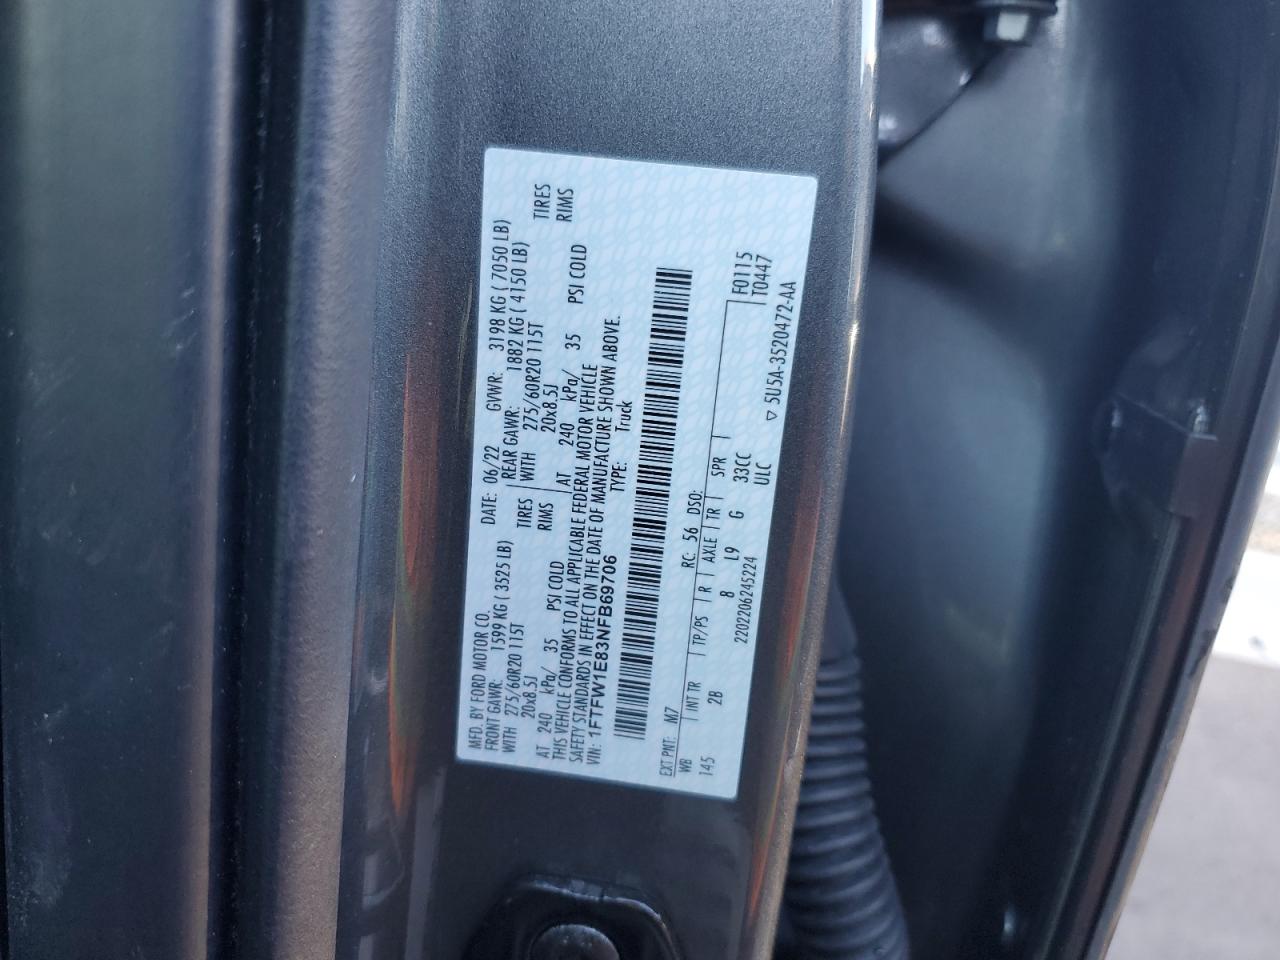 MFD. BY FORD MOTOR CO. DATE: 06/22 GVWR: 3198 KG ( 7050 LB)
FRONT GAWR: 1599 KG ( 3525 LB) REAR GAWR: 1882 KG ( 4150 LB)
WITH 275/60R20 115T TIRES WITH 275/60R20 115T TIRES
20x8.5J RIMS 20x8.5J RIMS
AT 240 kPa/ 35 PSI COLD AT 240 kPa/ 35 PSI COLD
THIS VEHICLE CONFORMS TO ALL APPLICABLE FEDERAL MOTOR VEHICLE
SAFETY STANDARDS IN EFFECT ON THE DATE OF MANUFACTURE SHOWN ABOVE.
VIN: 1FTFW1E83NFB69706 TYPE: Truck
EXT PNT: M7 RC: 56 DSO:
WB INT TR TP/PS R AXLE TR SPR F0115
145 2B 8 L9 G 33CC T0447
2202206245224 ULC ▽ 5U5A-3520472-AA